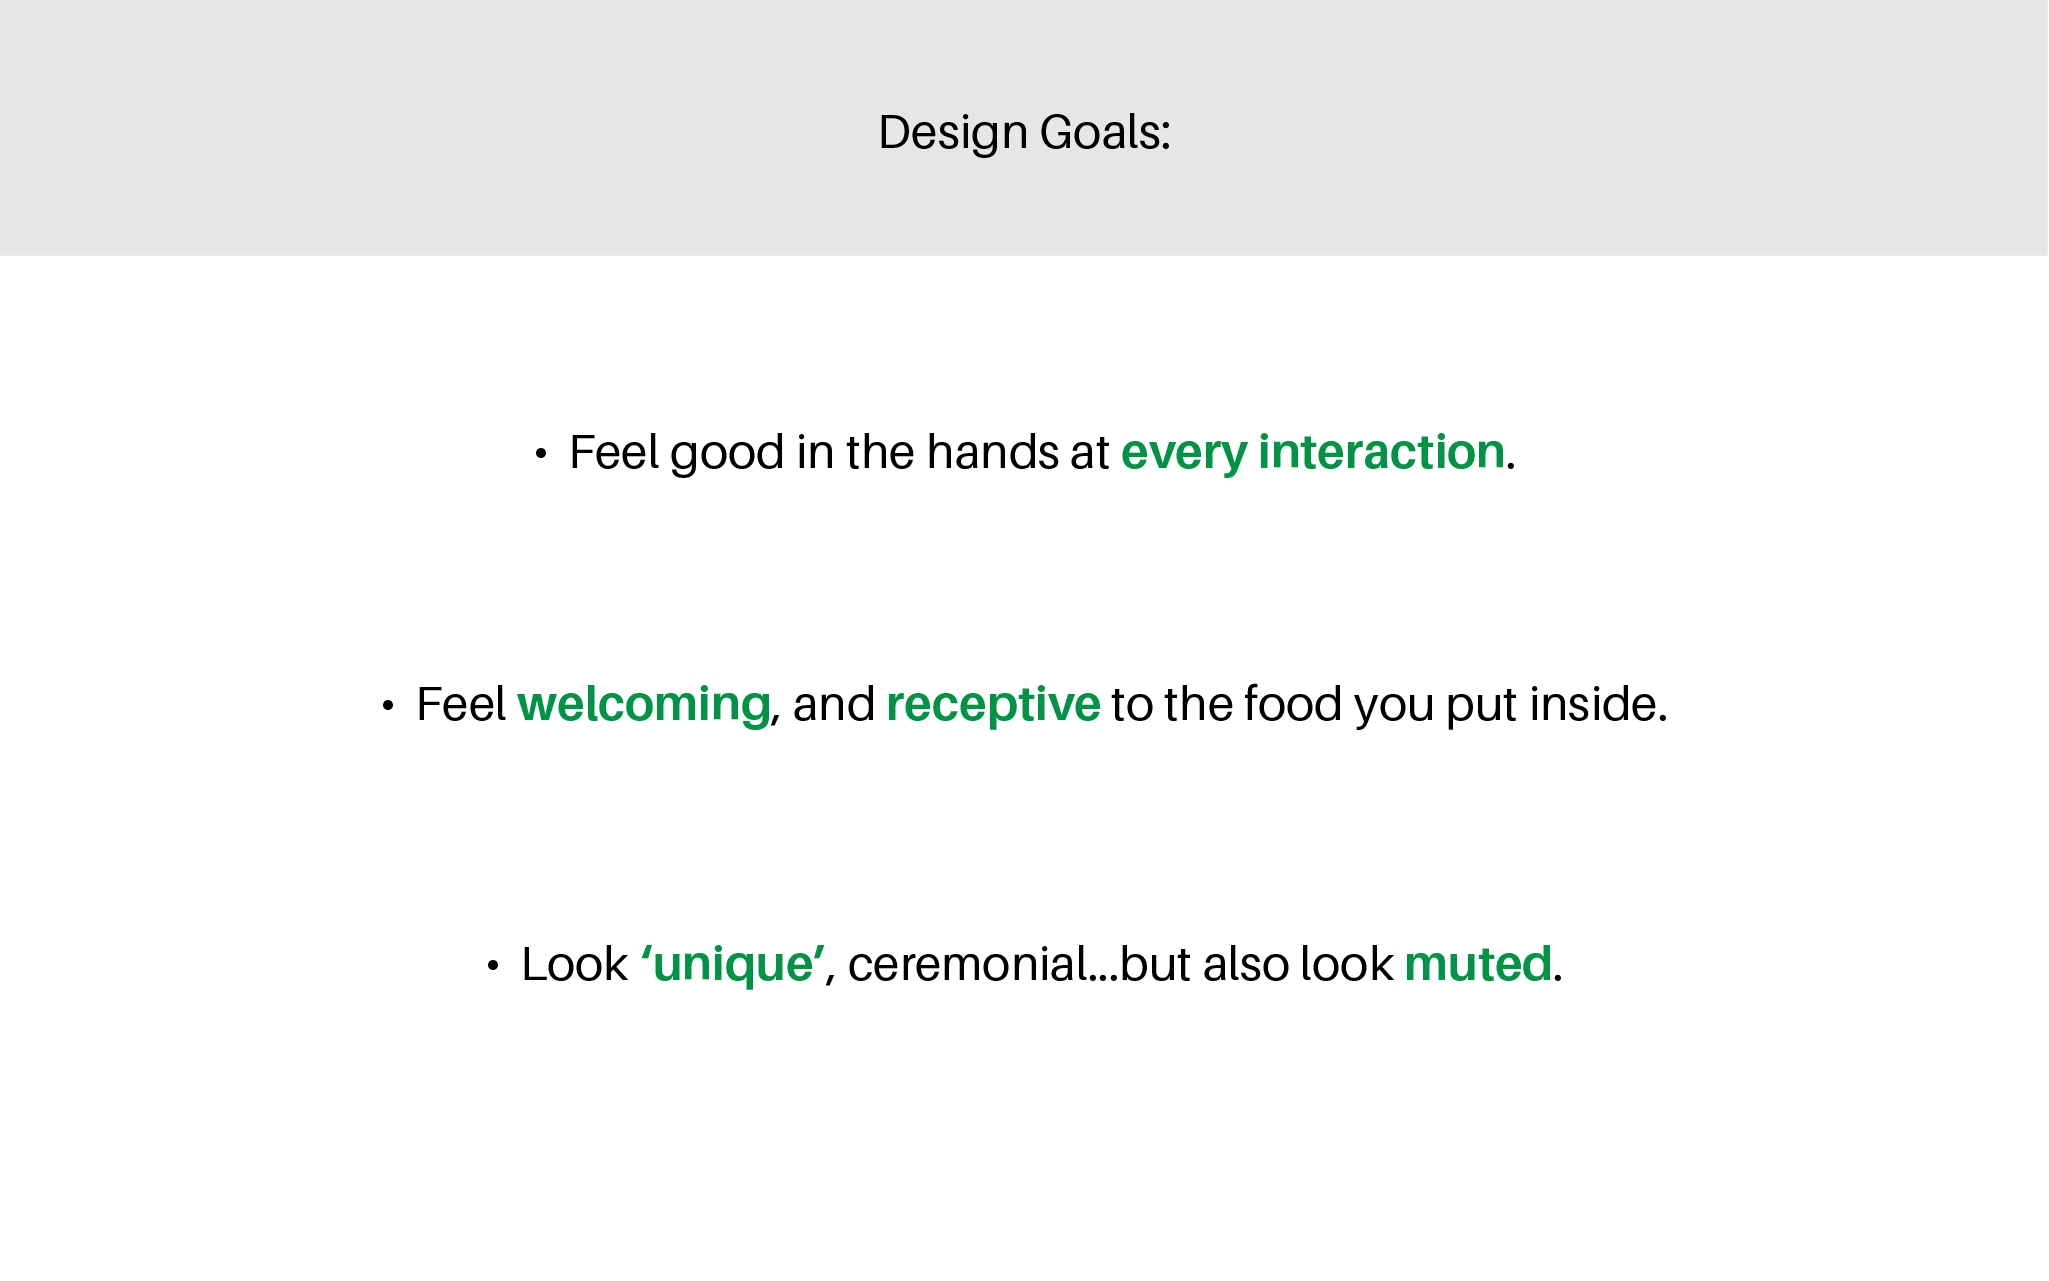 Design Goals:
• Feel good in the hands at every interaction.
• Feel welcoming, and receptive to the food you put inside.
• Look ‘unique’, ceremonial...but also look muted.